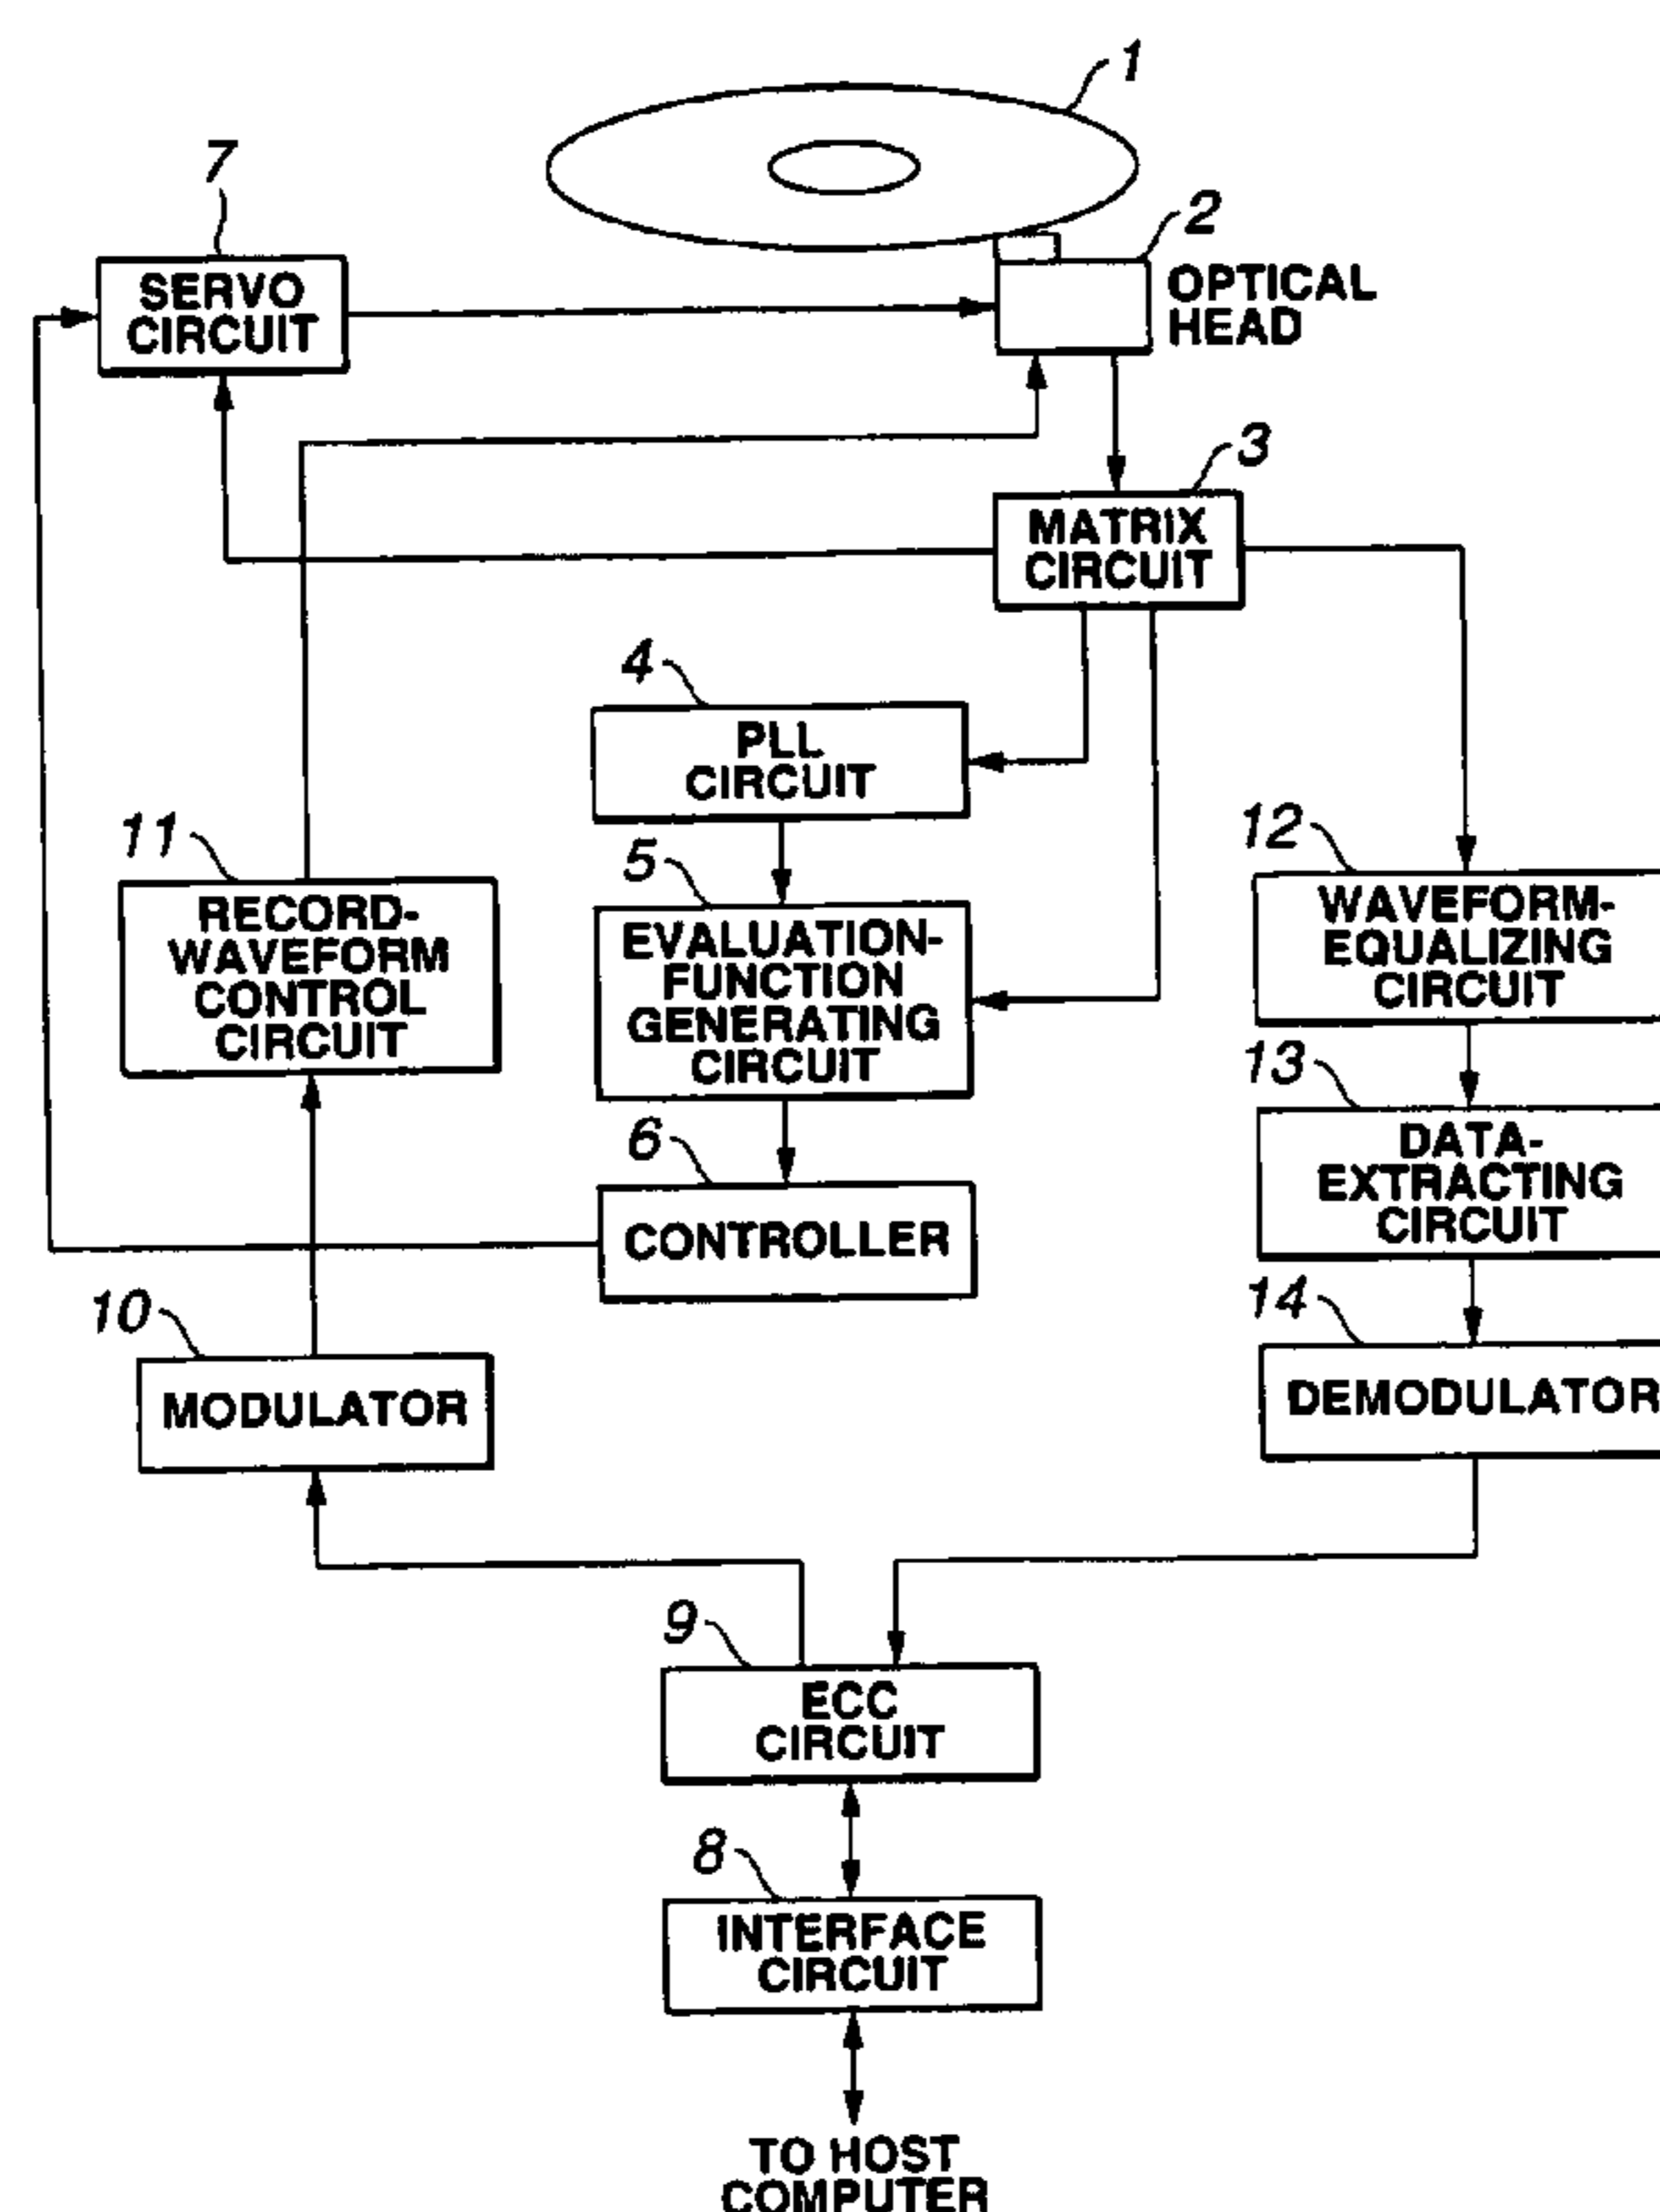 1
7
2
SERVO
CIRCUIT
OPTICAL
HEAD
3
MATRIX
CIRCUIT
4
PLL
CIRCUIT
11
5
12
RECORD-
WAVEFORM
CONTROL
CIRCUIT
EVALUATION-
FUNCTION
GENERATING
CIRCUIT
WAVEFORM-
EQUALIZING
CIRCUIT
13
6
DATA-
EXTRACTING
CIRCUIT
CONTROLLER
10
14
MODULATOR
DEMODULATOR
9
ECC
CIRCUIT
8
INTERFACE
CIRCUIT
TO HOST
COMPUTER